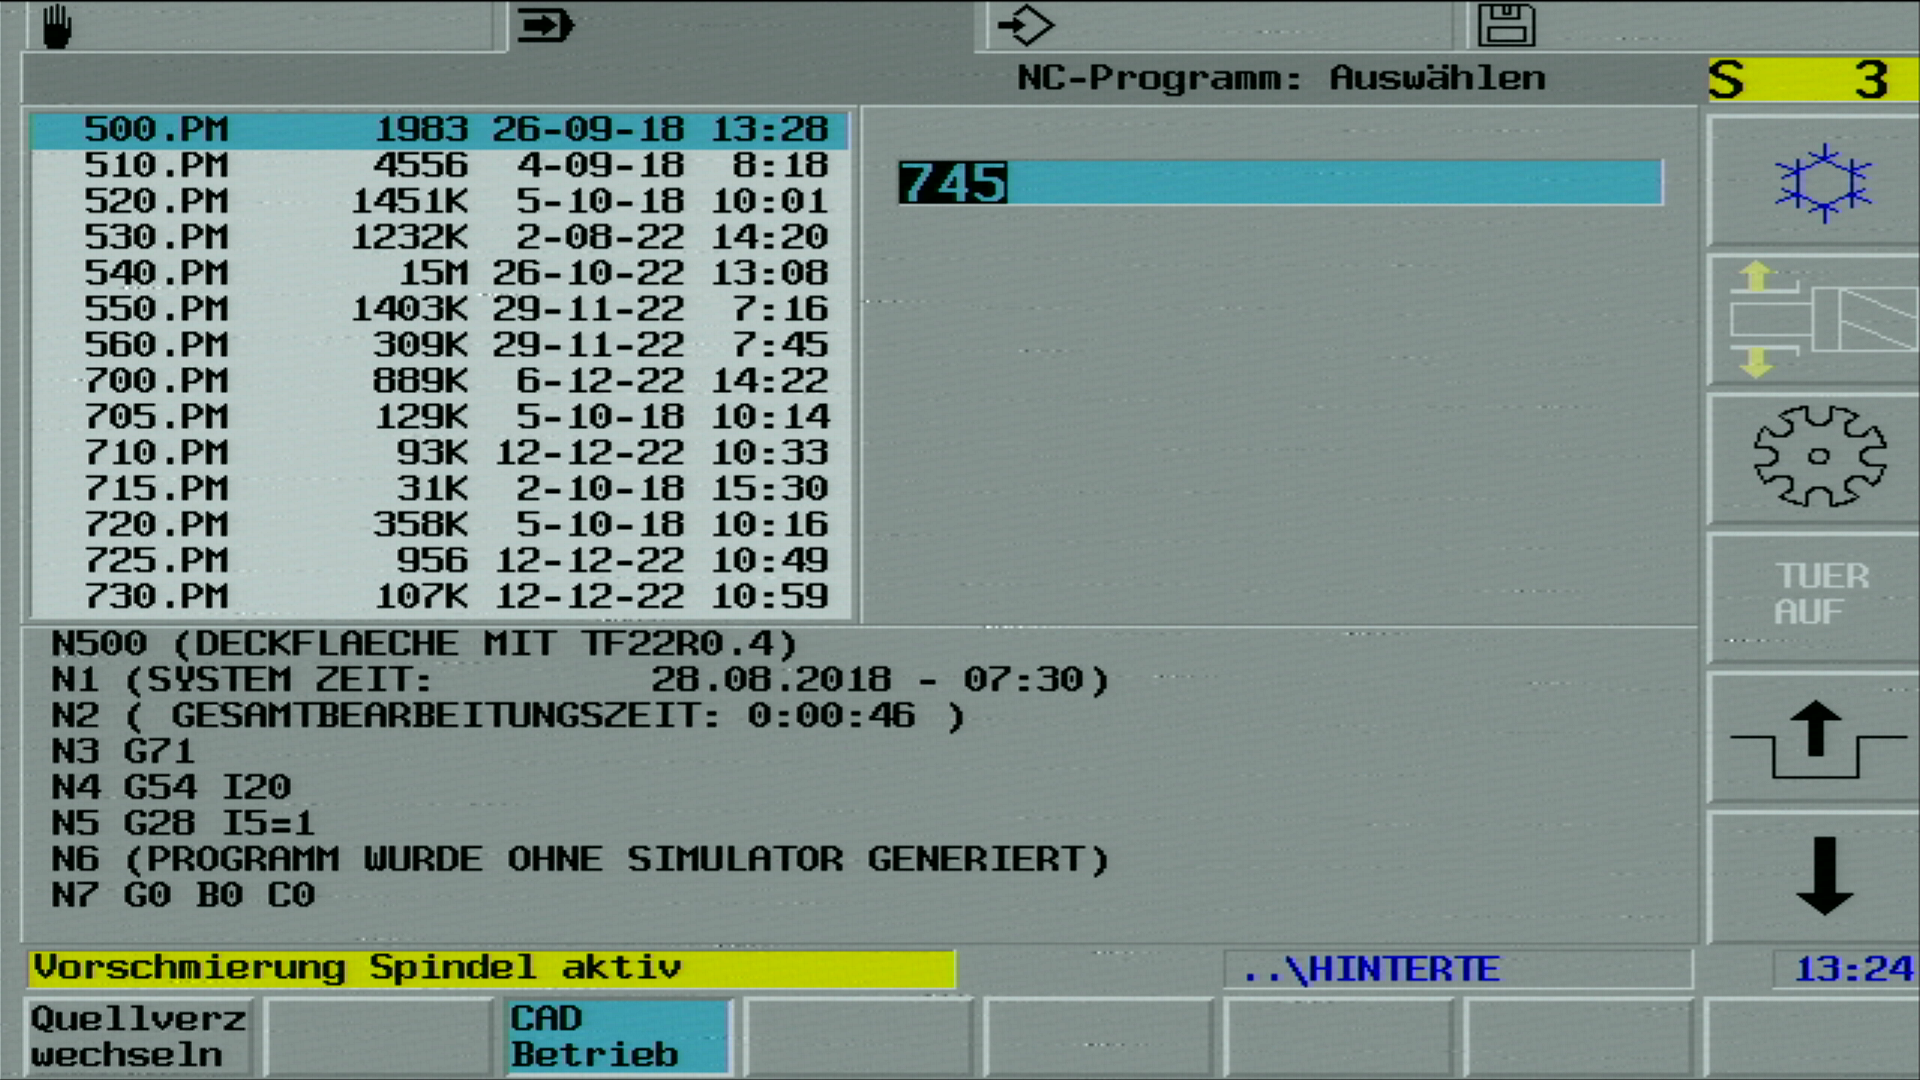 NC-Programm: Auswählen
S 3
500.PM 1983 26-09-18 13:28
510.PM 4556 4-09-18 8:18
520.PM 1451K 5-10-18 10:01
530.PM 1232K 2-08-22 14:20
540.PM 15M 26-10-22 13:08
550.PM 1403K 29-11-22 7:16
560.PM 309K 29-11-22 7:45
700.PM 889K 6-12-22 14:22
705.PM 129K 5-10-18 10:14
710.PM 93K 12-12-22 10:33
715.PM 31K 2-10-18 15:30
720.PM 358K 5-10-18 10:16
725.PM 956 12-12-22 10:49
730.PM 107K 12-12-22 10:59
745
TUER
AUF
N500 (DECKFLAECHE MIT TF22R0.4)
N1 (SYSTEM ZEIT: 28.08.2018 - 07:30)
N2 ( GESAMTBEARBEITUNGSZEIT: 0:00:46 )
N3 G71
N4 G54 I20
N5 G28 I5=1
N6 (PROGRAMM WURDE OHNE SIMULATOR GENERIERT)
N7 G0 B0 C0
Vorschmierung Spindel aktiv
..\HINTERTE
13:24
Quellverz
wechseln
CAD
Betrieb